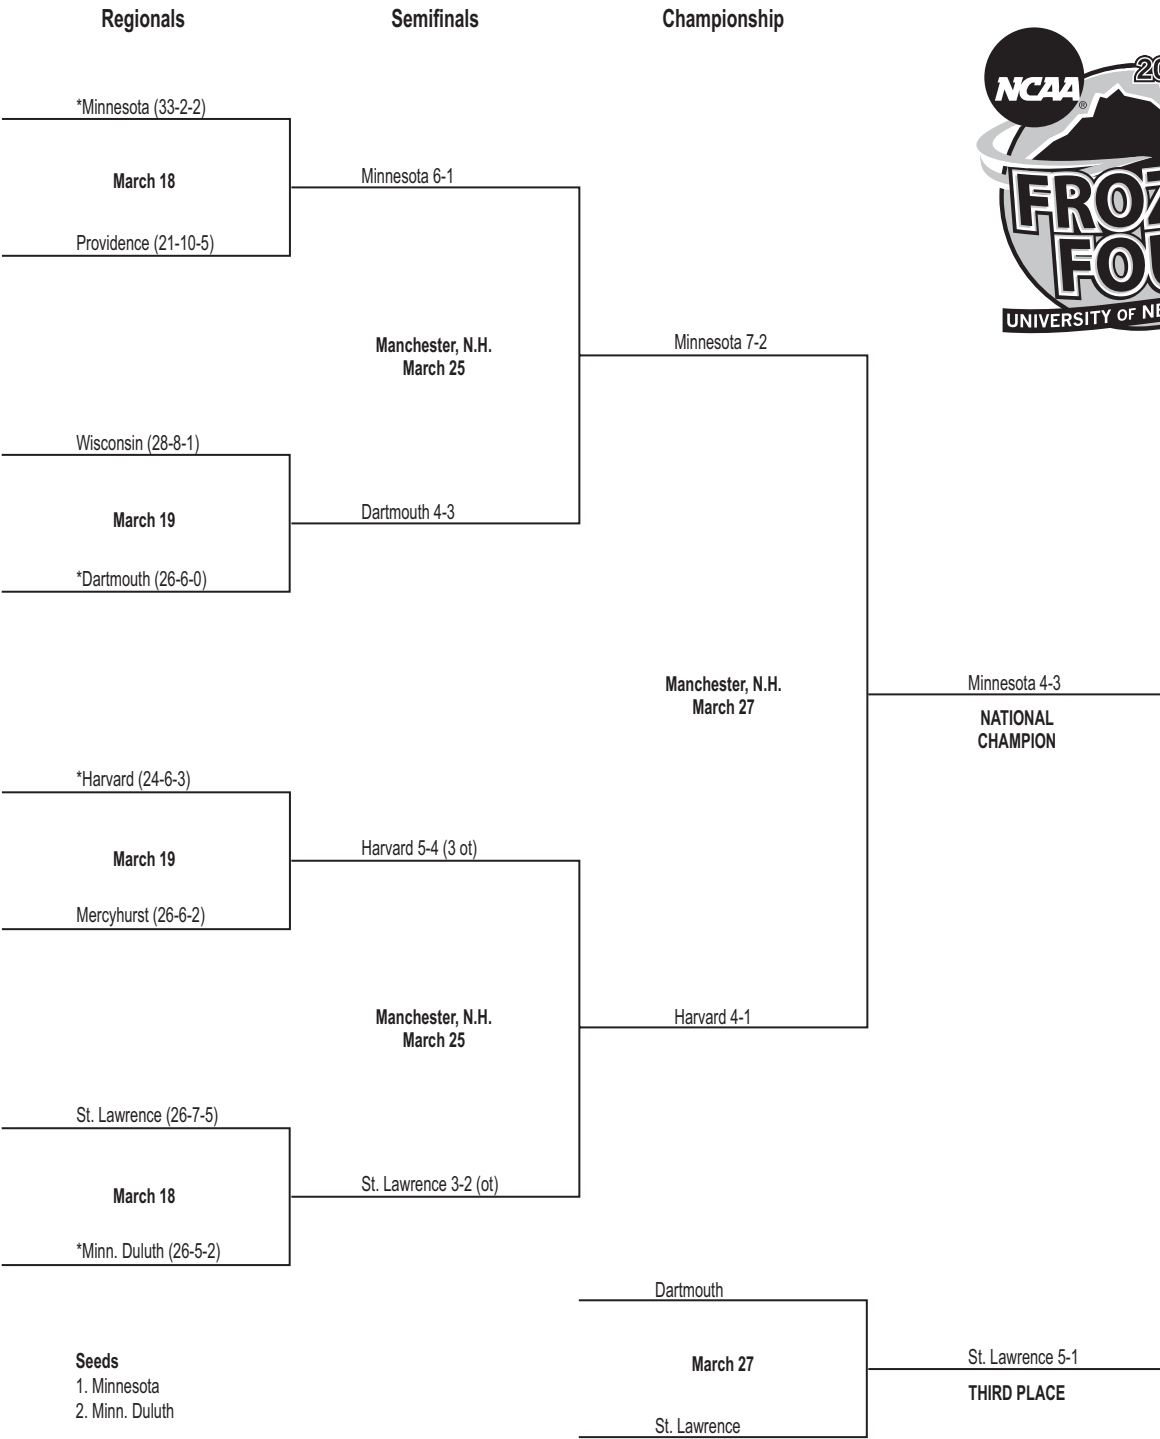 Regionals
Semifinals
Championship
NCAA
®
*Minnesota (33-2-2)
March 18
Minnesota 6-1
Providence (21-10-5)
FOU
UNIVERSITY OF
Manchester, N.H.
March 25
Minnesota 7-2
Wisconsin (28-8-1)
March 19
Dartmouth 4-3
*Dartmouth (26-6-0)
Manchester, N.H.
March 27
Minnesota 4-3
NATIONAL
CHAMPION
*Harvard (24-6-3)
March 19
Harvard 5-4 (3 ot)
Mercyhurst (26-6-2)
Manchester, N.H.
March 25
Harvard 4-1
St. Lawrence (26-7-5)
March 18
St. Lawrence 3-2 (ot)
*Minn. Duluth (26-5-2)
Dartmouth
March 27
St. Lawrence
St. Lawrence 5-1
THIRD PLACE
Seeds
1. Minnesota
2. Minn. Duluth